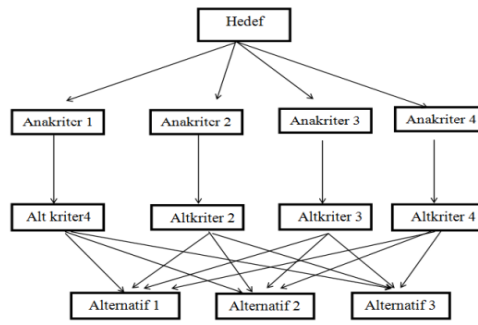 Hedef
Anakriter 1
Anakriter 2
Anakriter 3
Anakriter 4
Alt kriter4
Altkriter 2
Altkriter 3
Altkriter 4
Alternatif 1
Alternatif 2
Alternatif 3